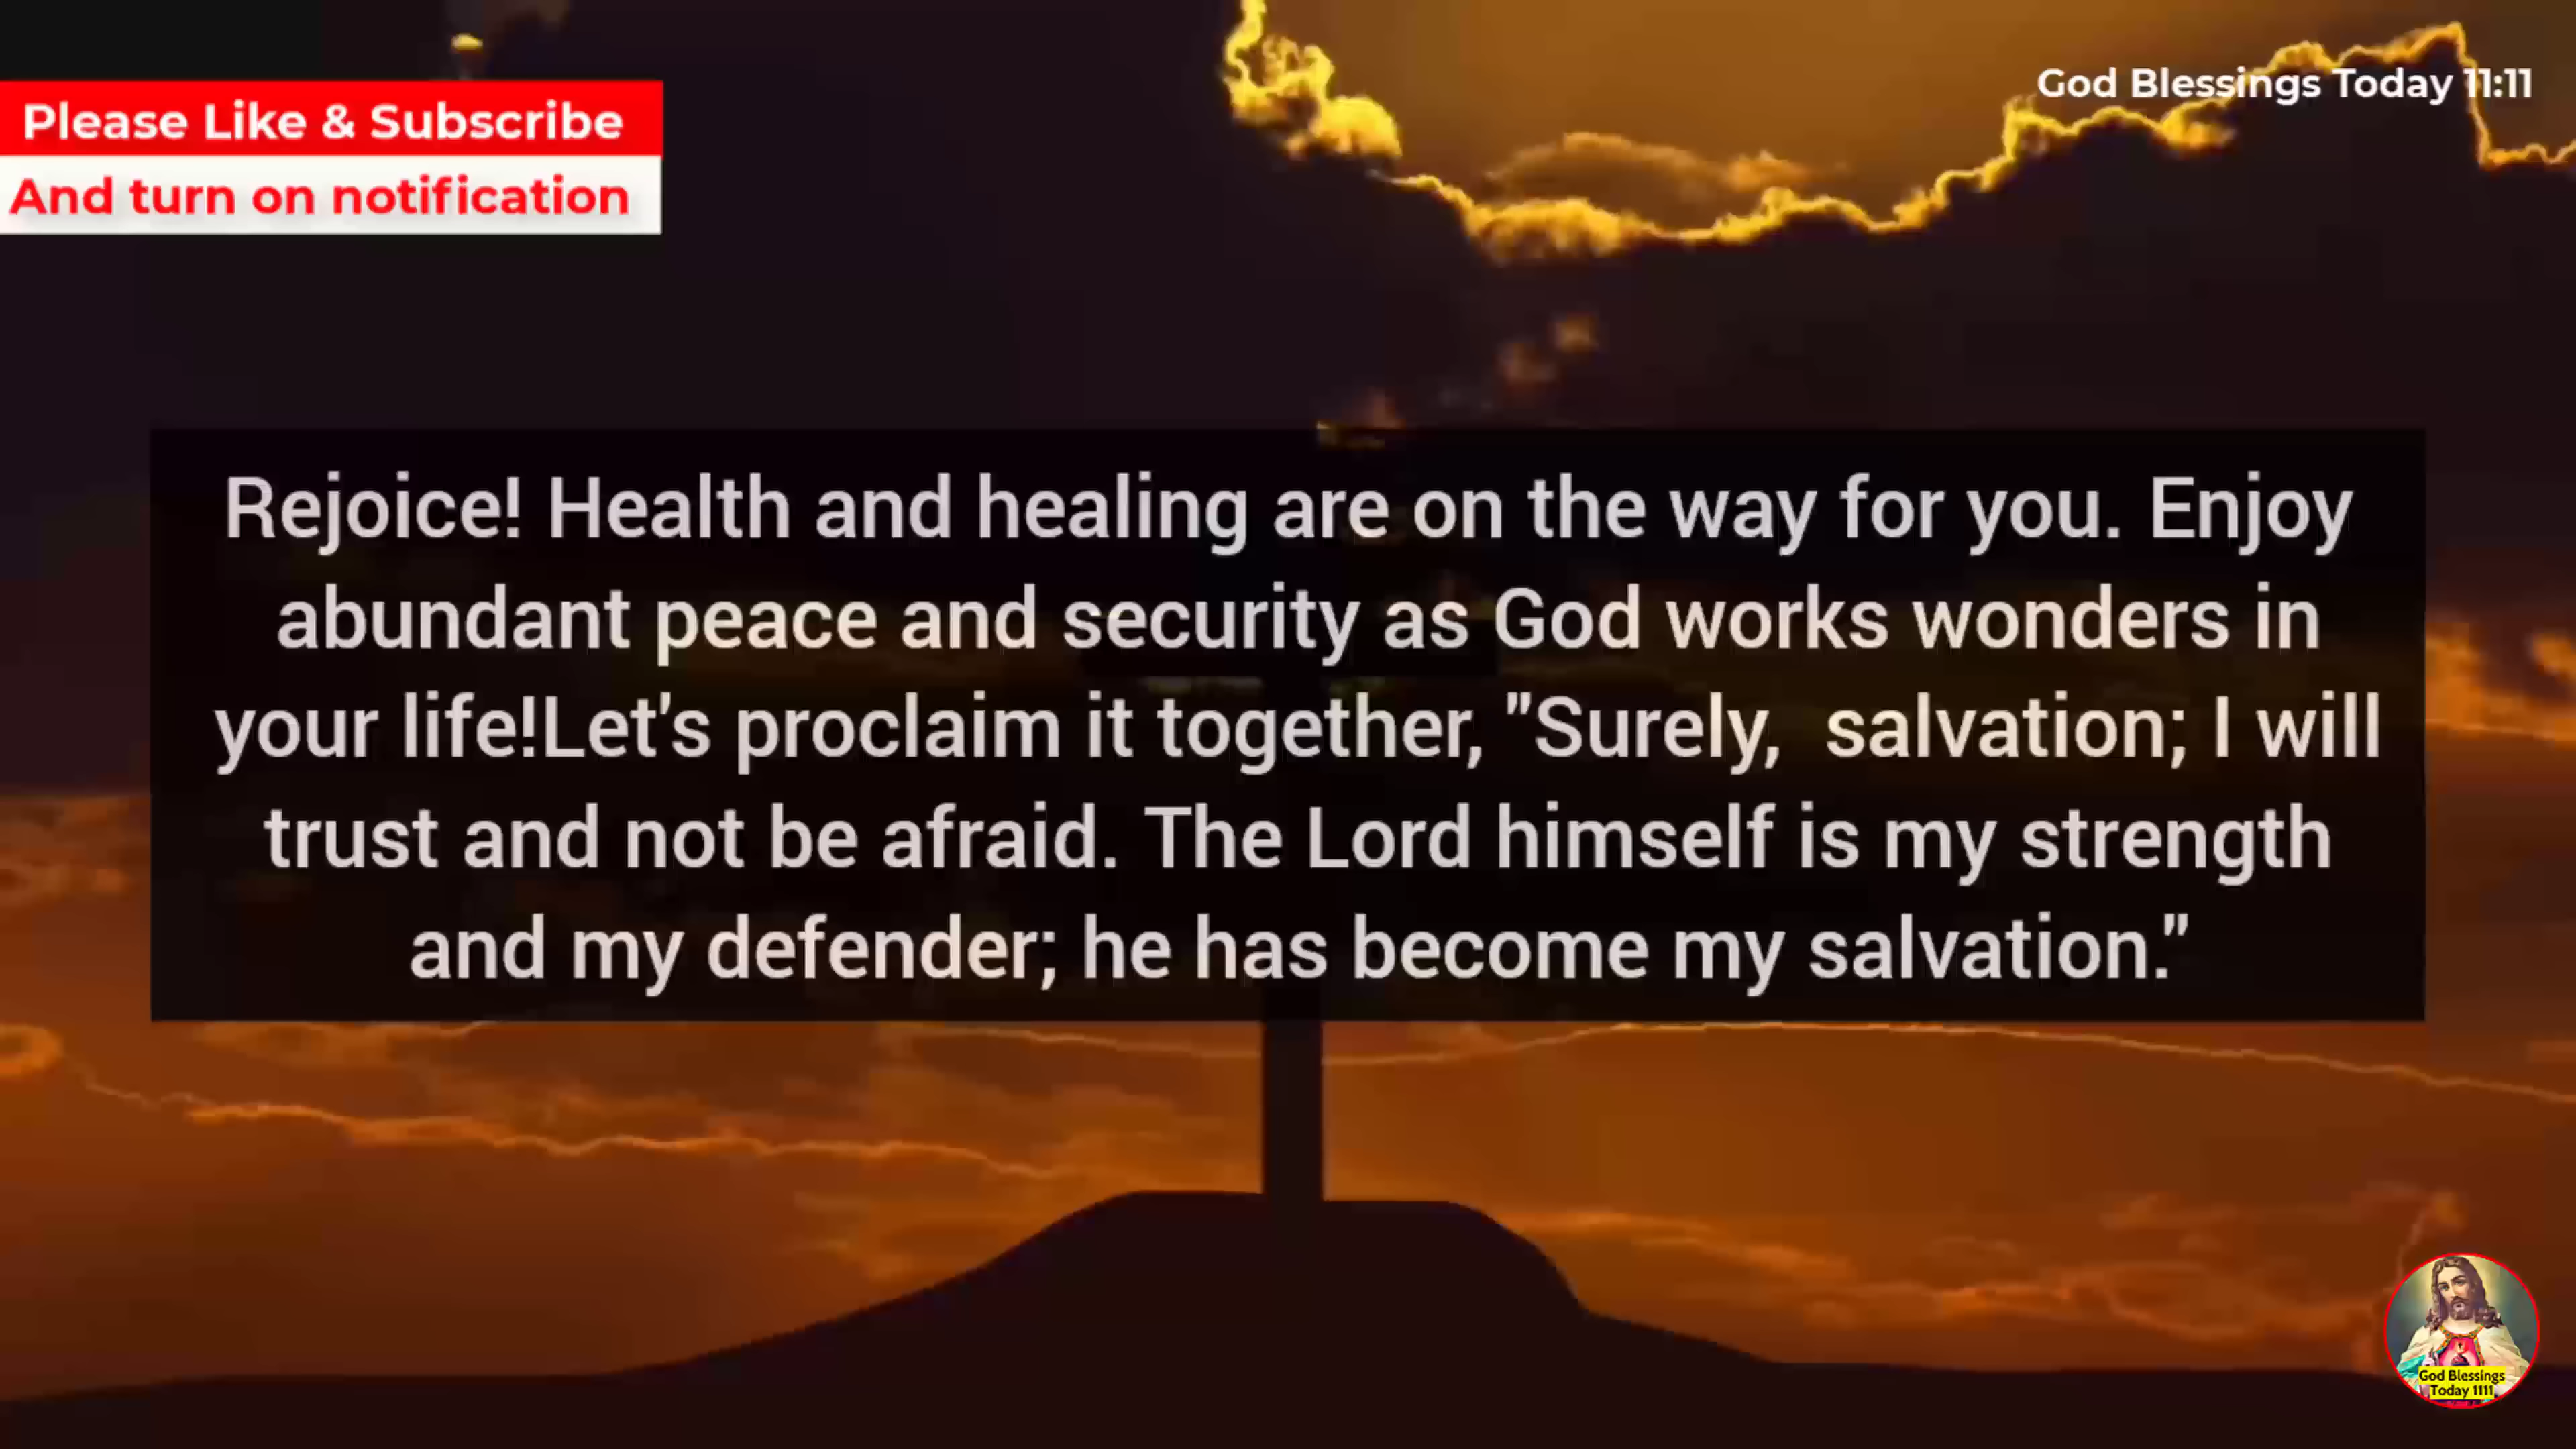 Please Like & Subscribe
And turn on notification
God Blessings Today 11:11
Rejoice! Health and healing are on the way for you. Enjoy
abundant peace and security as God works wonders in
your life!Let's proclaim it together, "Surely,  salvation; I will
trust and not be afraid. The Lord himself is my strength
and my defender; he has become my salvation."
God Blessings
Today 1111